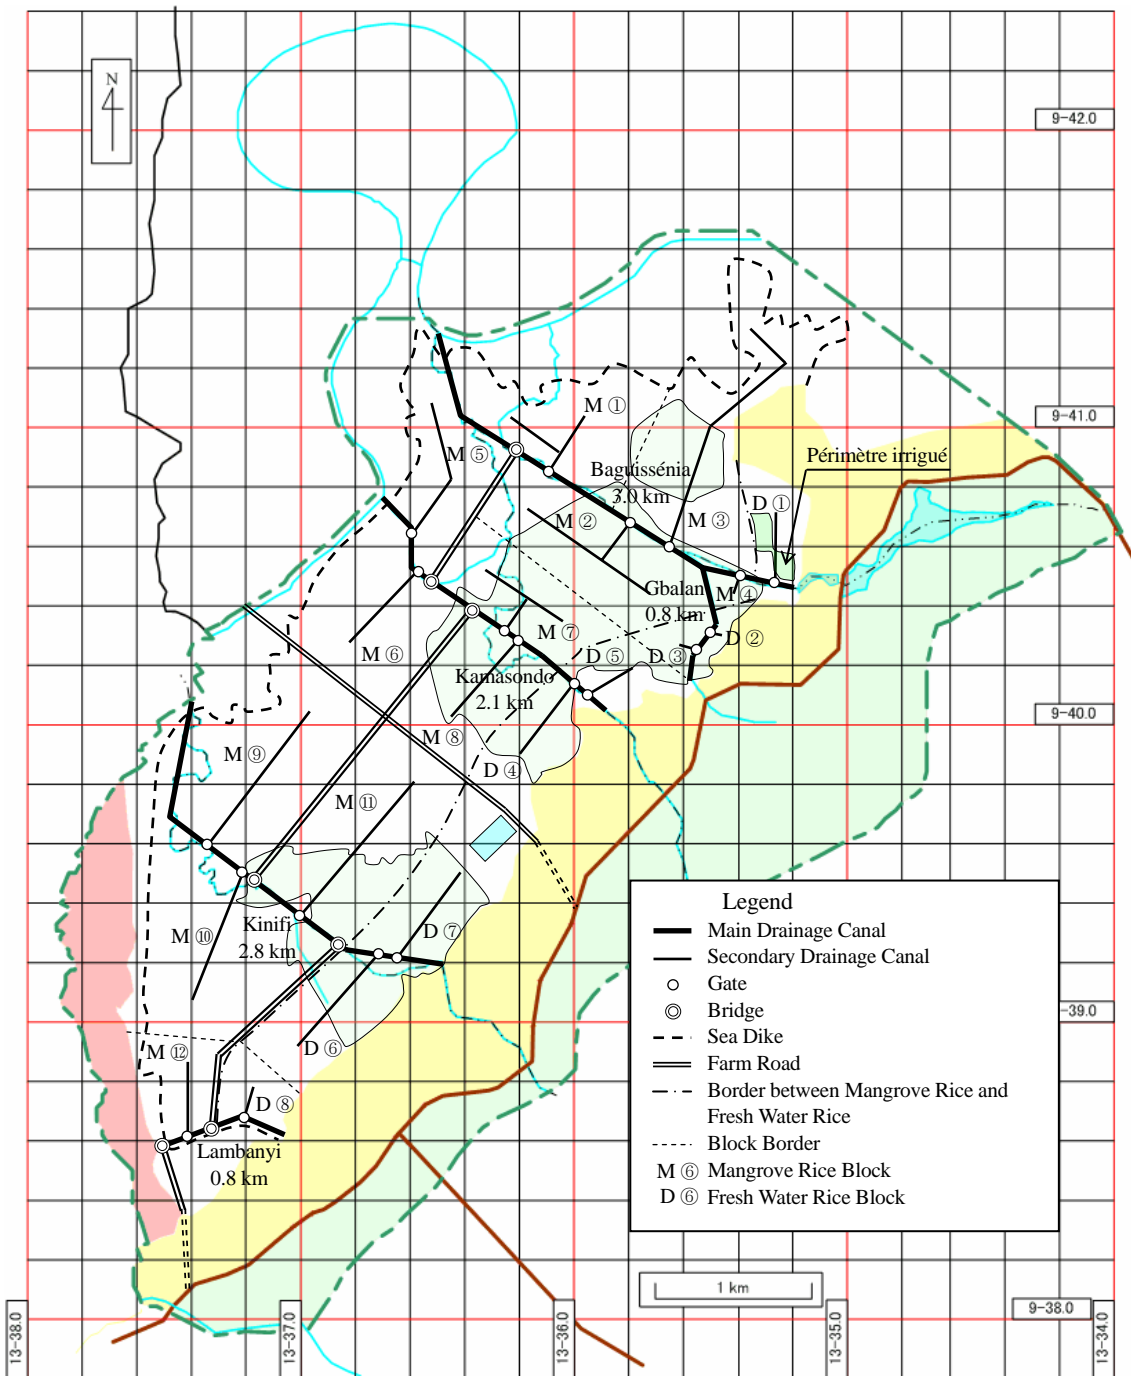 N
9-42.0
M ①
9-41.0
M ⑤
Périmètre irrigué
Baguissénia
3.0 km
D ①
M ②
M ③
Gbalan
0.8 km
M ④
M ⑦
D ②
M ⑥
D ⑤
D ③
Kamasondo
2.1 km
9-40.0
M ⑧
M ⑨
D ④
M ⑪
Kinifi
2.8 km
M ⑩
D ⑦
-39.0
D ⑥
M ⑫
D ⑧
Lambanyi
0.8 km
Legend
Main Drainage Canal
Secondary Drainage Canal
Gate
Bridge
Sea Dike
Farm Road
Border between Mangrove Rice and
Fresh Water Rice
Block Border
M ⑥ Mangrove Rice Block
D ⑥ Fresh Water Rice Block
1 km
9-38.0
13-38.0
13-37.0
13-36.0
13-35.0
13-34.0